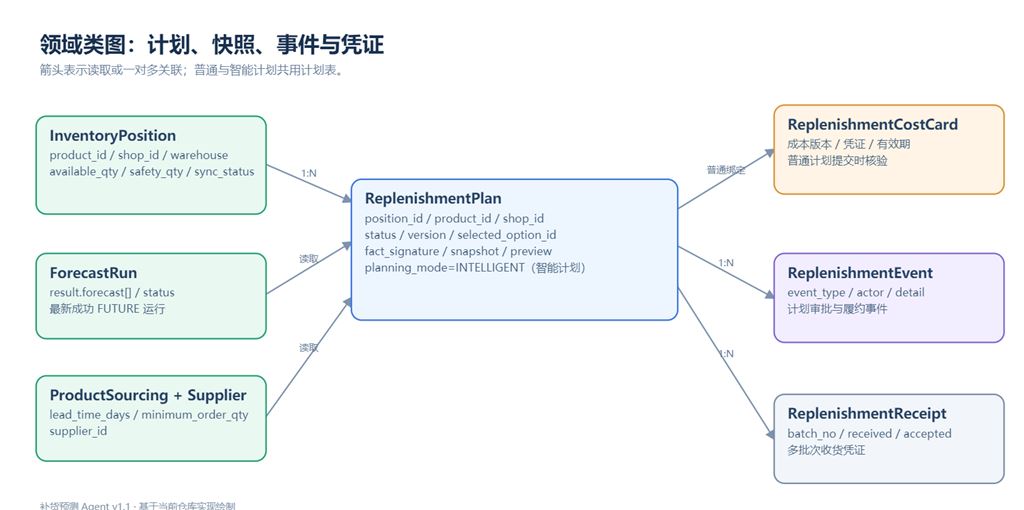 领域类图：计划、快照、事件与凭证
箭头表示读取或一对多关联；普通与智能计划共用计划表。
InventoryPosition
product_id / shop_id / warehouse
available_qty / safety_qty / sync_status
1:N
ForecastRun
result.forecast[] / status
最新成功 FUTURE 运行
读取
ProductSourcing + Supplier
lead_time_days / minimum_order_qty
supplier_id
读取
ReplenishmentPlan
position_id / product_id / shop_id
status / version / selected_option_id
fact_signature / snapshot / preview
planning_mode=INTELLIGENT（智能计划）
普通绑定
ReplenishmentCostCard
成本版本 / 凭证 / 有效期
普通计划提交时核验
1:N
ReplenishmentEvent
event_type / actor / detail
计划审批与履约事件
1:N
ReplenishmentReceipt
batch_no / received / accepted
多批次收货凭证
补货预测 Agent v1.1 · 基于当前仓库实现绘制